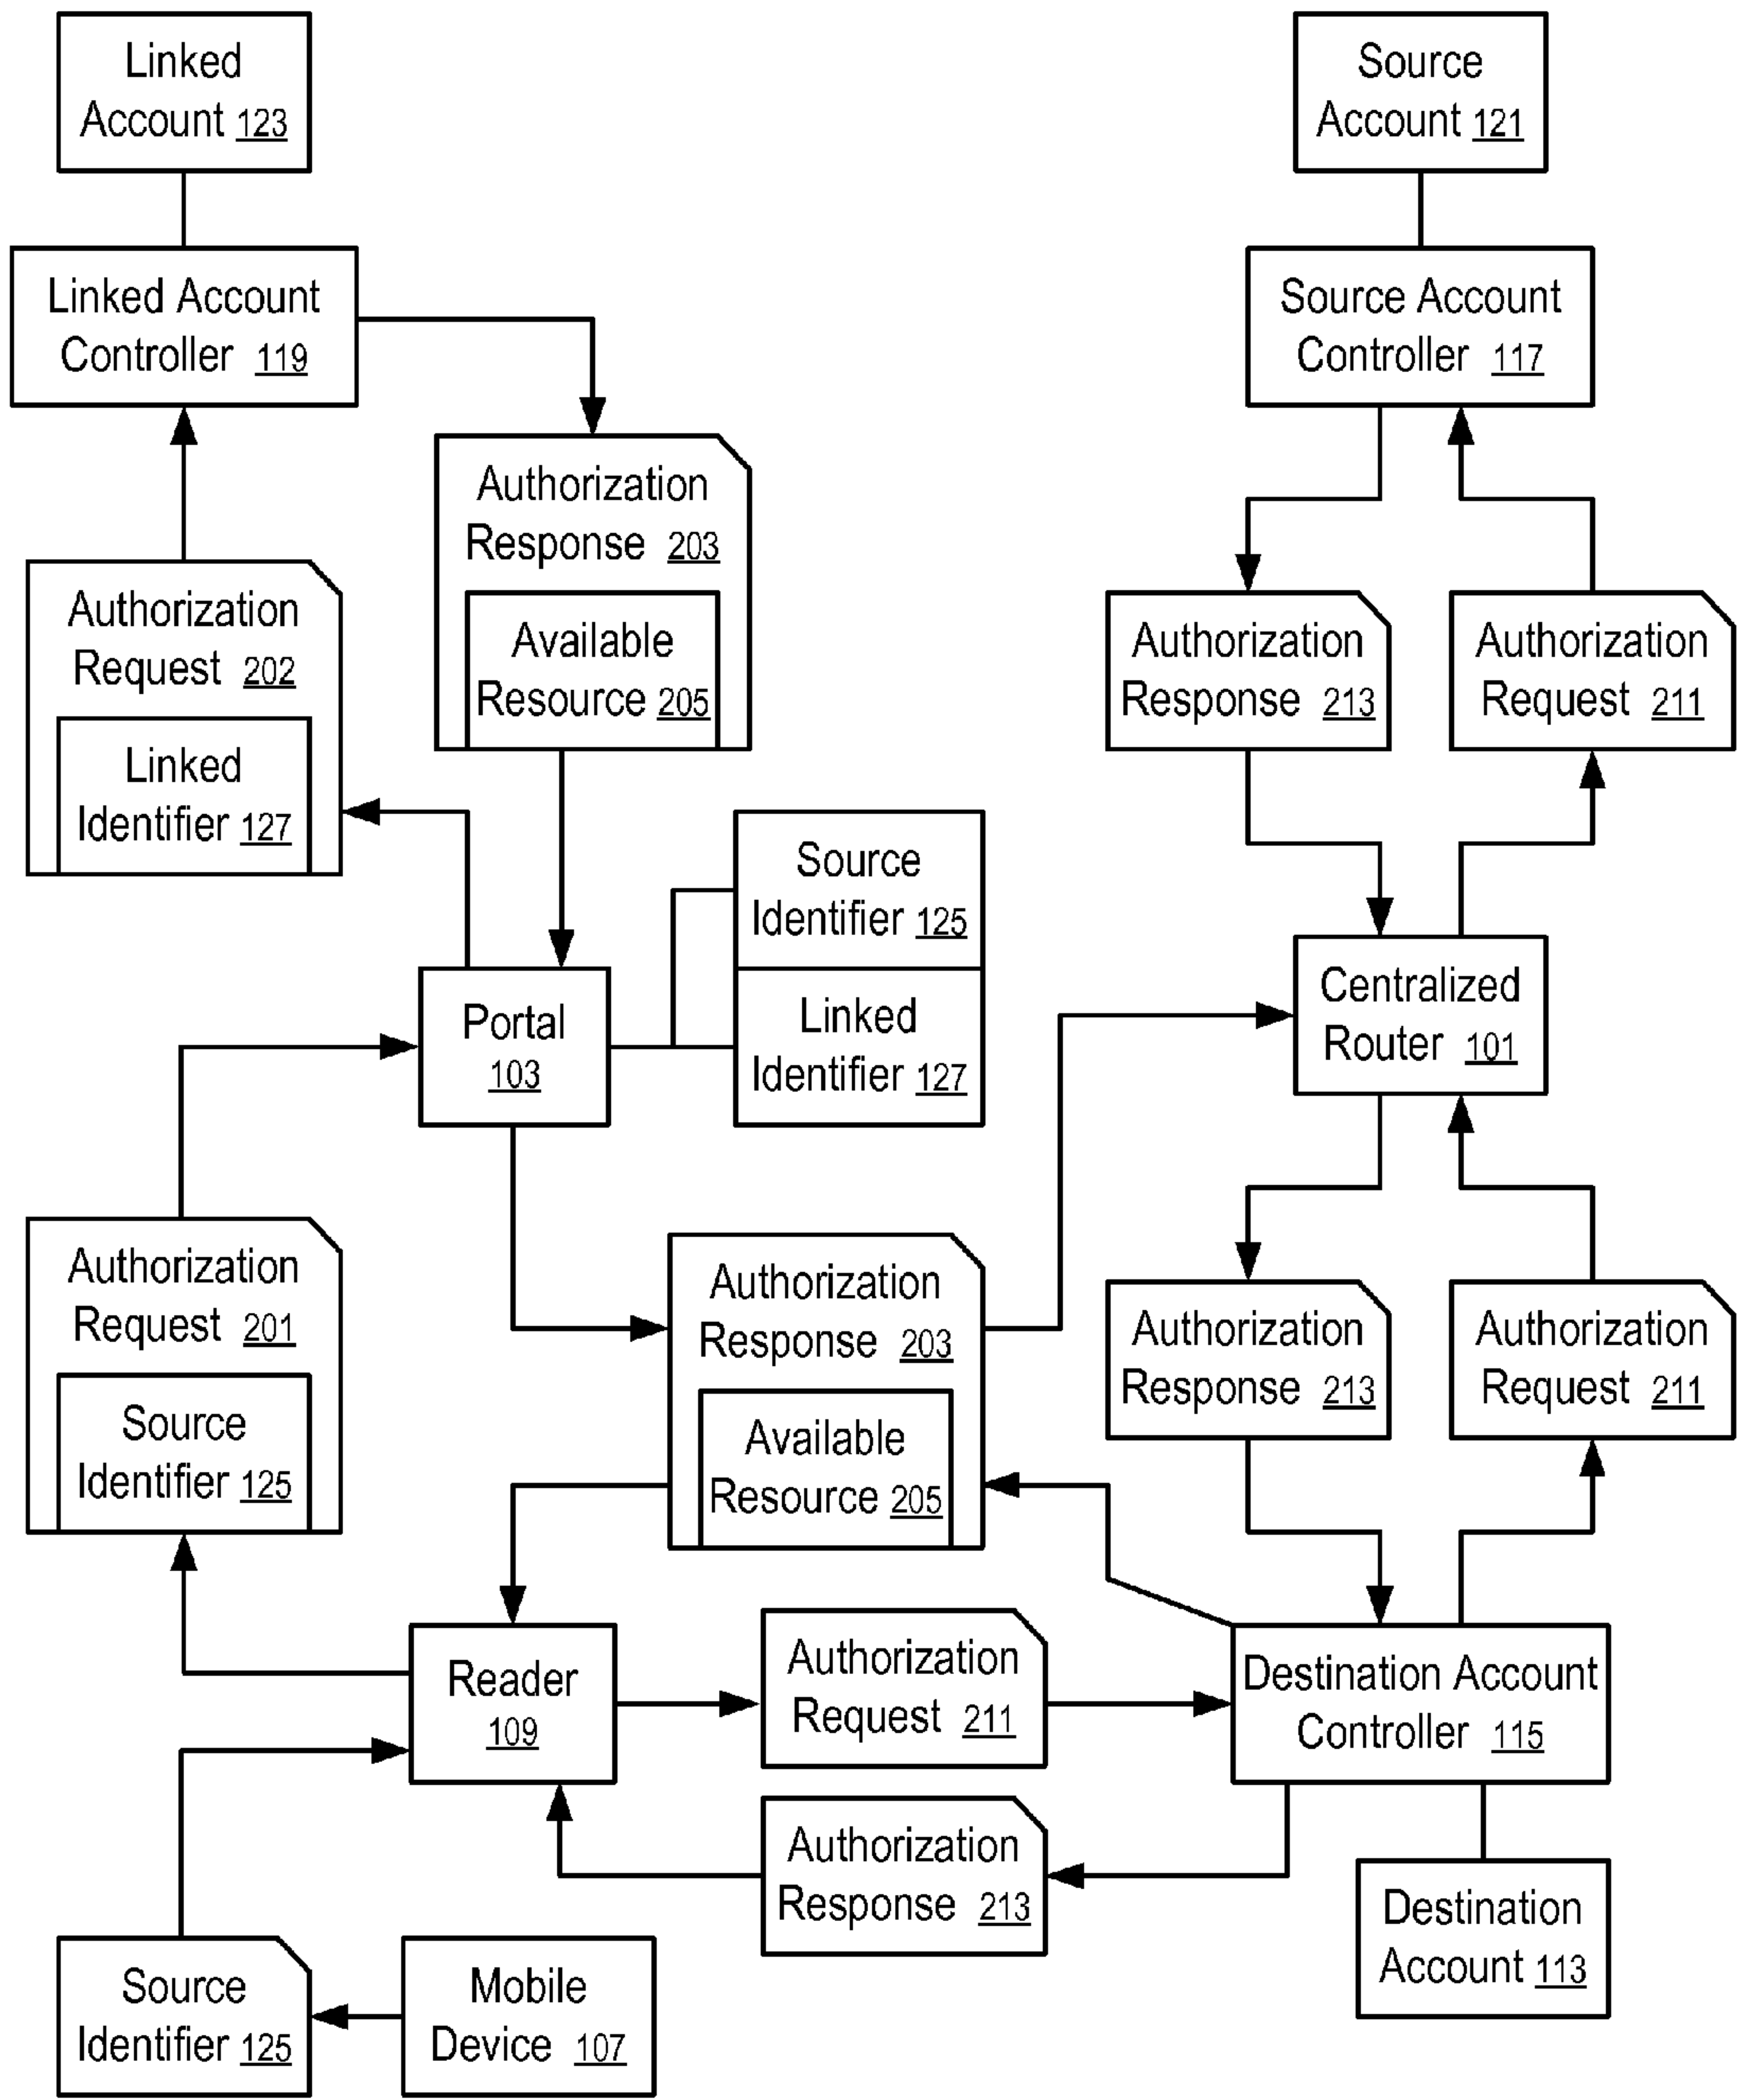 Linked
Account 123
Source
Account 121
Linked Account
Controller 119
Source Account
Controller 117
Authorization
Response 203
Available
Resource 205
Authorization
Request 202
Linked
Identifier 127
Authorization
Response 213
Authorization
Request 211
Source
Identifier 125
Linked
Identifier 127
Portal
103
Centralized
Router 101
Authorization
Request 201
Source
Identifier 125
Authorization
Response 203
Available
Resource 205
Authorization
Response 213
Authorization
Request 211
Reader
109
Authorization
Request 211
Destination Account
Controller 115
Authorization
Response 213
Destination
Account 113
Source
Identifier 125
Mobile
Device 107